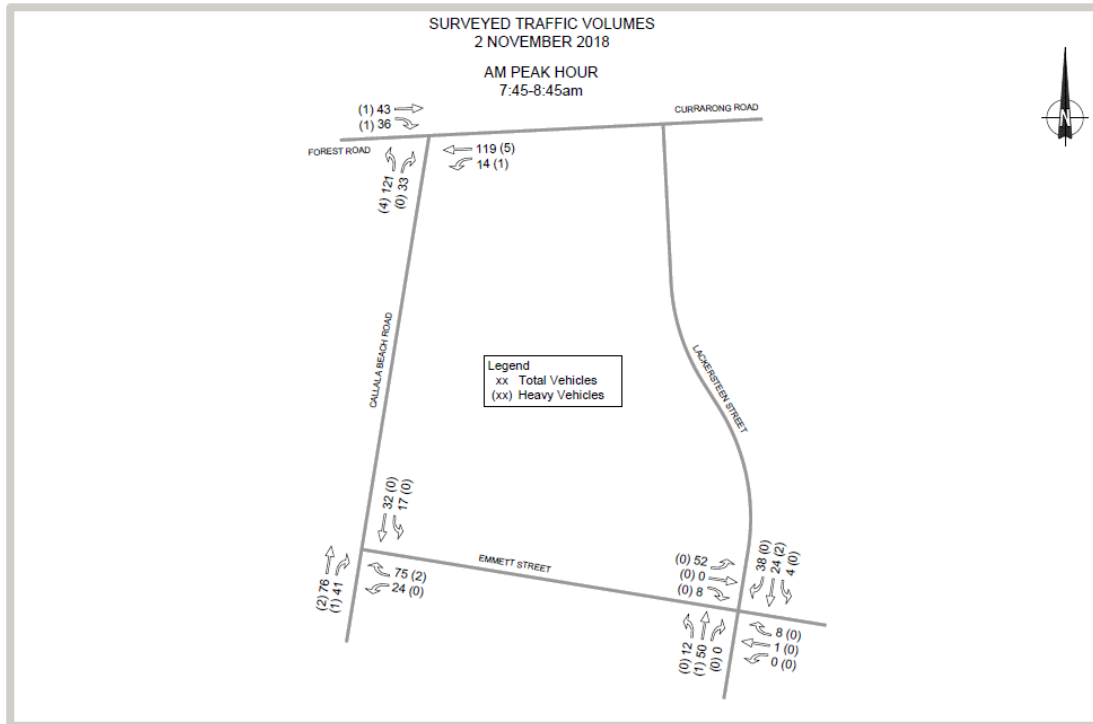 SURVEYED TRAFFIC VOLUMES
2 NOVEMBER 2018
AM PEAK HOUR
7:45-8:45am
N
(1) 43
(1) 36
CURRARONG ROAD
FOREST ROAD
119 (5)
14 (1)
(4) 121
(0) 33
CALLALA BEACH ROAD
LACKERSTEEN STREET
Legend
xx Total Vehicles
(xx) Heavy Vehicles
32 (0)
17 (0)
EMMETT STREET
(2) 76
(1) 41
75 (2)
24 (0)
(0) 52
(0) 0
(0) 8
38 (0)
24 (2)
4 (0)
(0) 12
(1) 50
(0) 0
8 (0)
1 (0)
0 (0)